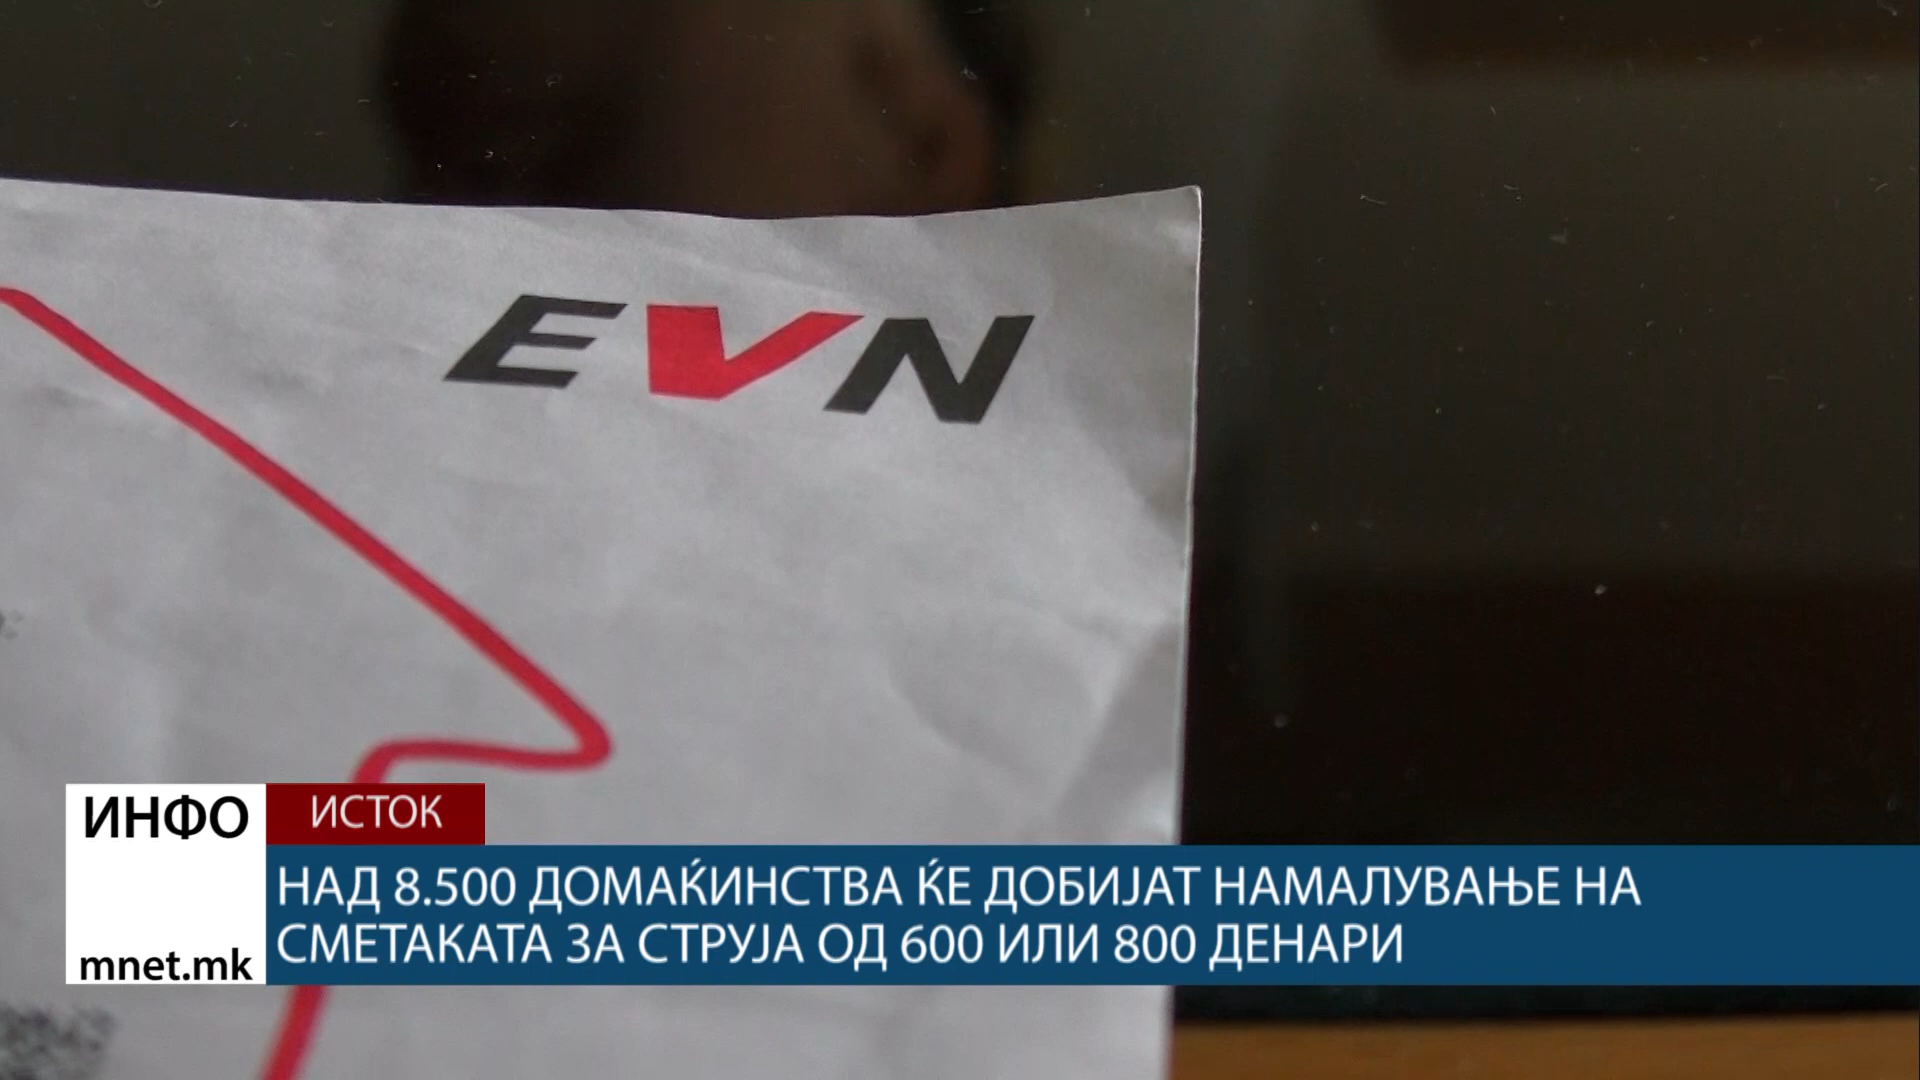 EVN
ИНФО
ИСТОК
НАД 8.500 ДОМАЌИНСТВА ЌЕ ДОБИЈАТ НАМАЛУВАЊЕ НА
СМЕТАКАТА ЗА СТРУЈА ОД 600 ИЛИ 800 ДЕНАРИ
mnet.mk